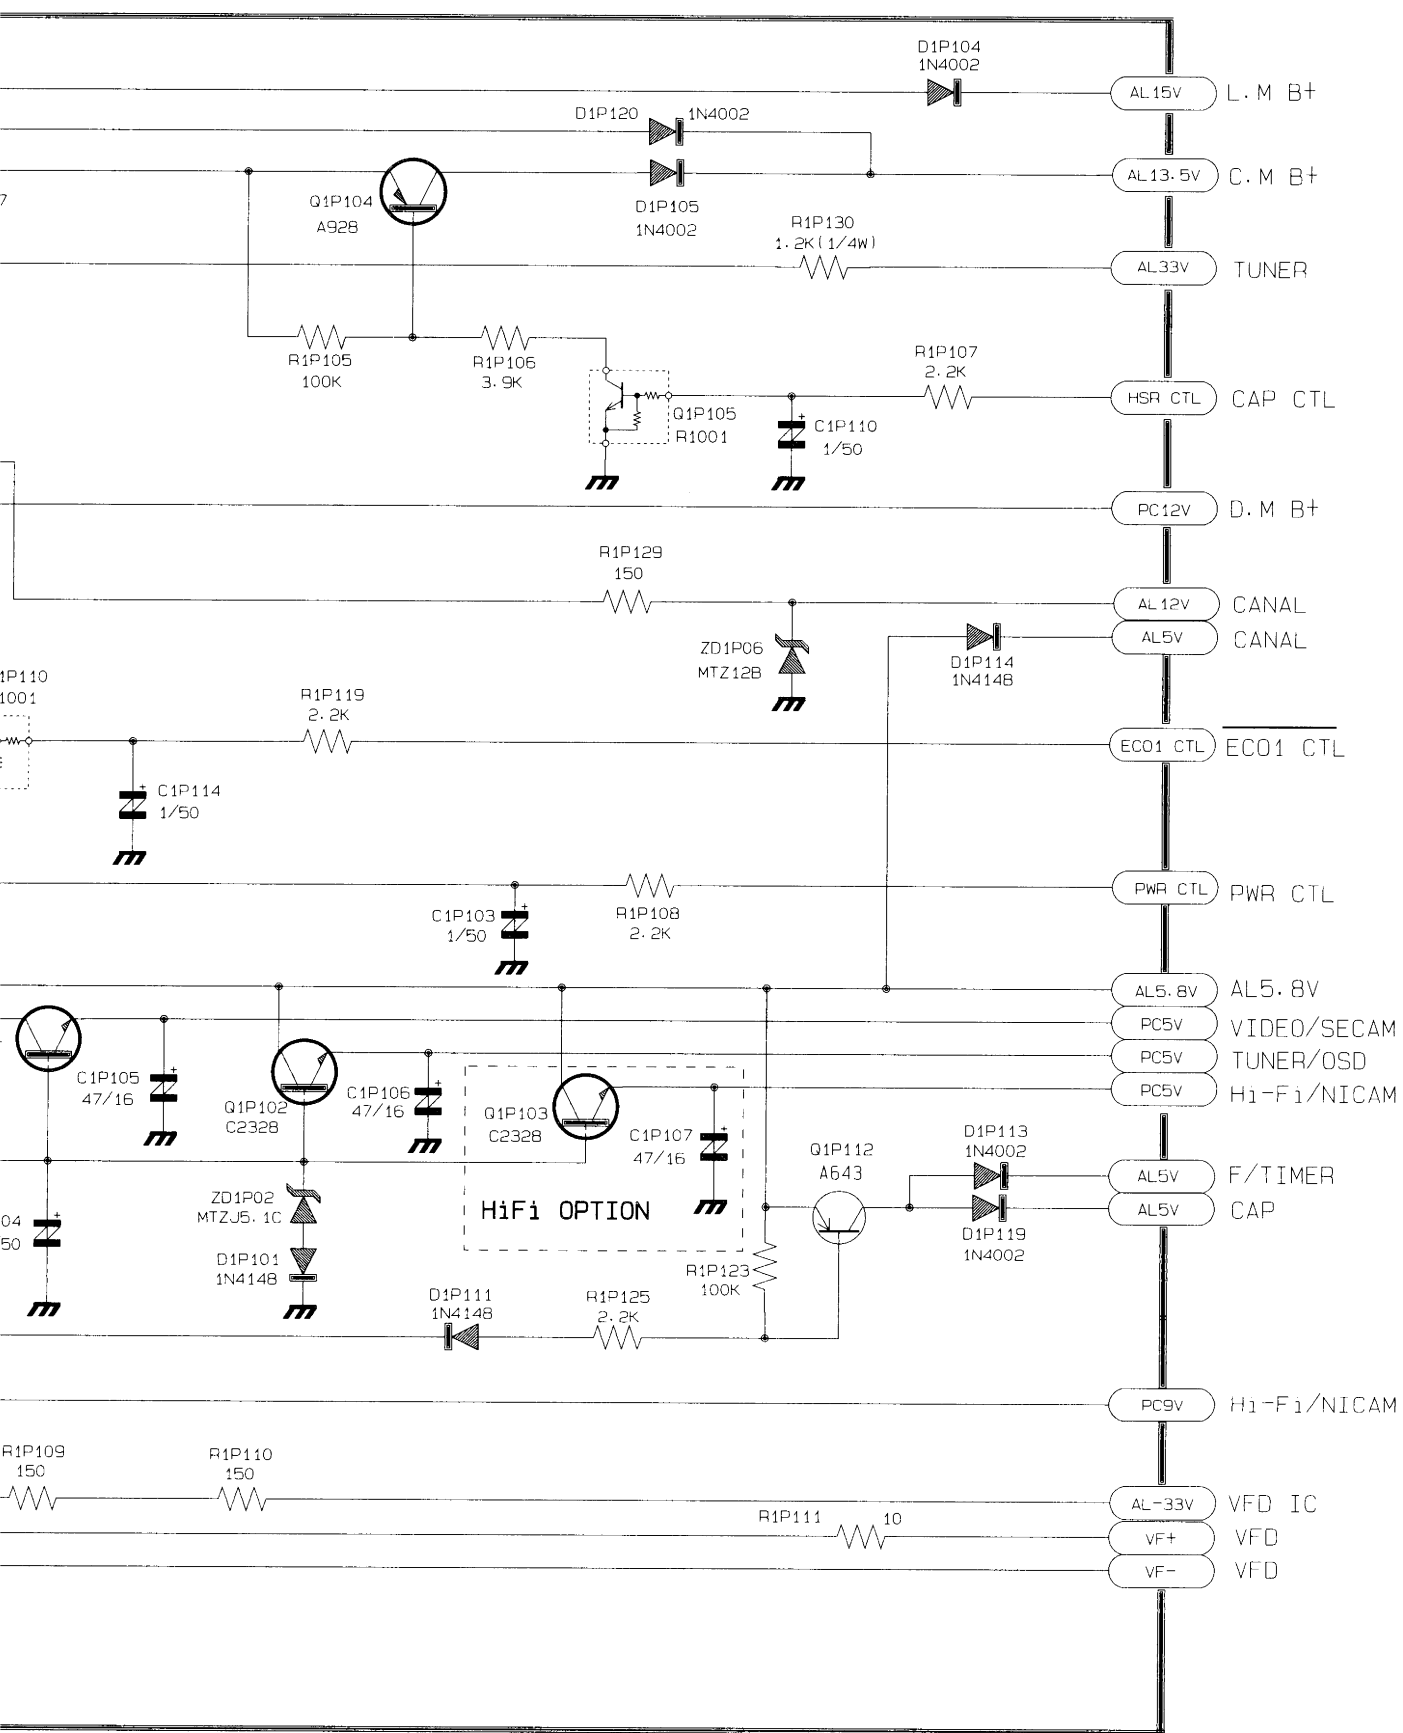 D1P104
1N4002
AL15V
L.M B+
D1P120
1N4002
AL13.5V
C.M B+
7
Q1P104
A928
D1P105
1N4002
R1P130
1.2K(1/4W)
AL33V
TUNER
R1P105
100K
R1P106
3.9K
R1P107
2.2K
HSR CTL
CAP CTL
Q1P105
R1001
C1P110
1/50
PC12V
D.M B+
R1P129
150
AL12V
CANAL
AL5V
CANAL
ZD1P06
MTZ12B
D1P114
1N4148
1P110
1001
R1P119
2.2K
ECO1 CTL
ECO1 CTL
C1P114
1/50
PWR CTL
PWR CTL
C1P103
1/50
R1P108
2.2K
AL5.8V
AL5.8V
PC5V
VIDEO/SECAM
PC5V
TUNER/OSD
PC5V
Hi-Fi/NICAM
C1P105
47/16
Q1P102
C2328
C1P106
47/16
Q1P103
C2328
C1P107
47/16
Q1P112
A643
D1P113
1N4002
AL5V
F/TIMER
AL5V
CAP
D1P119
1N4002
ZD1P02
MTZJ5.1C
HiFi OPTION
04
50
D1P101
1N4148
R1P123
100K
D1P111
1N4148
R1P125
2.2K
PC9V
Hi-Fi/NICAM
R1P109
150
R1P110
150
AL-33V
VFD IC
R1P111
10
VF+
VFD
VF-
VFD